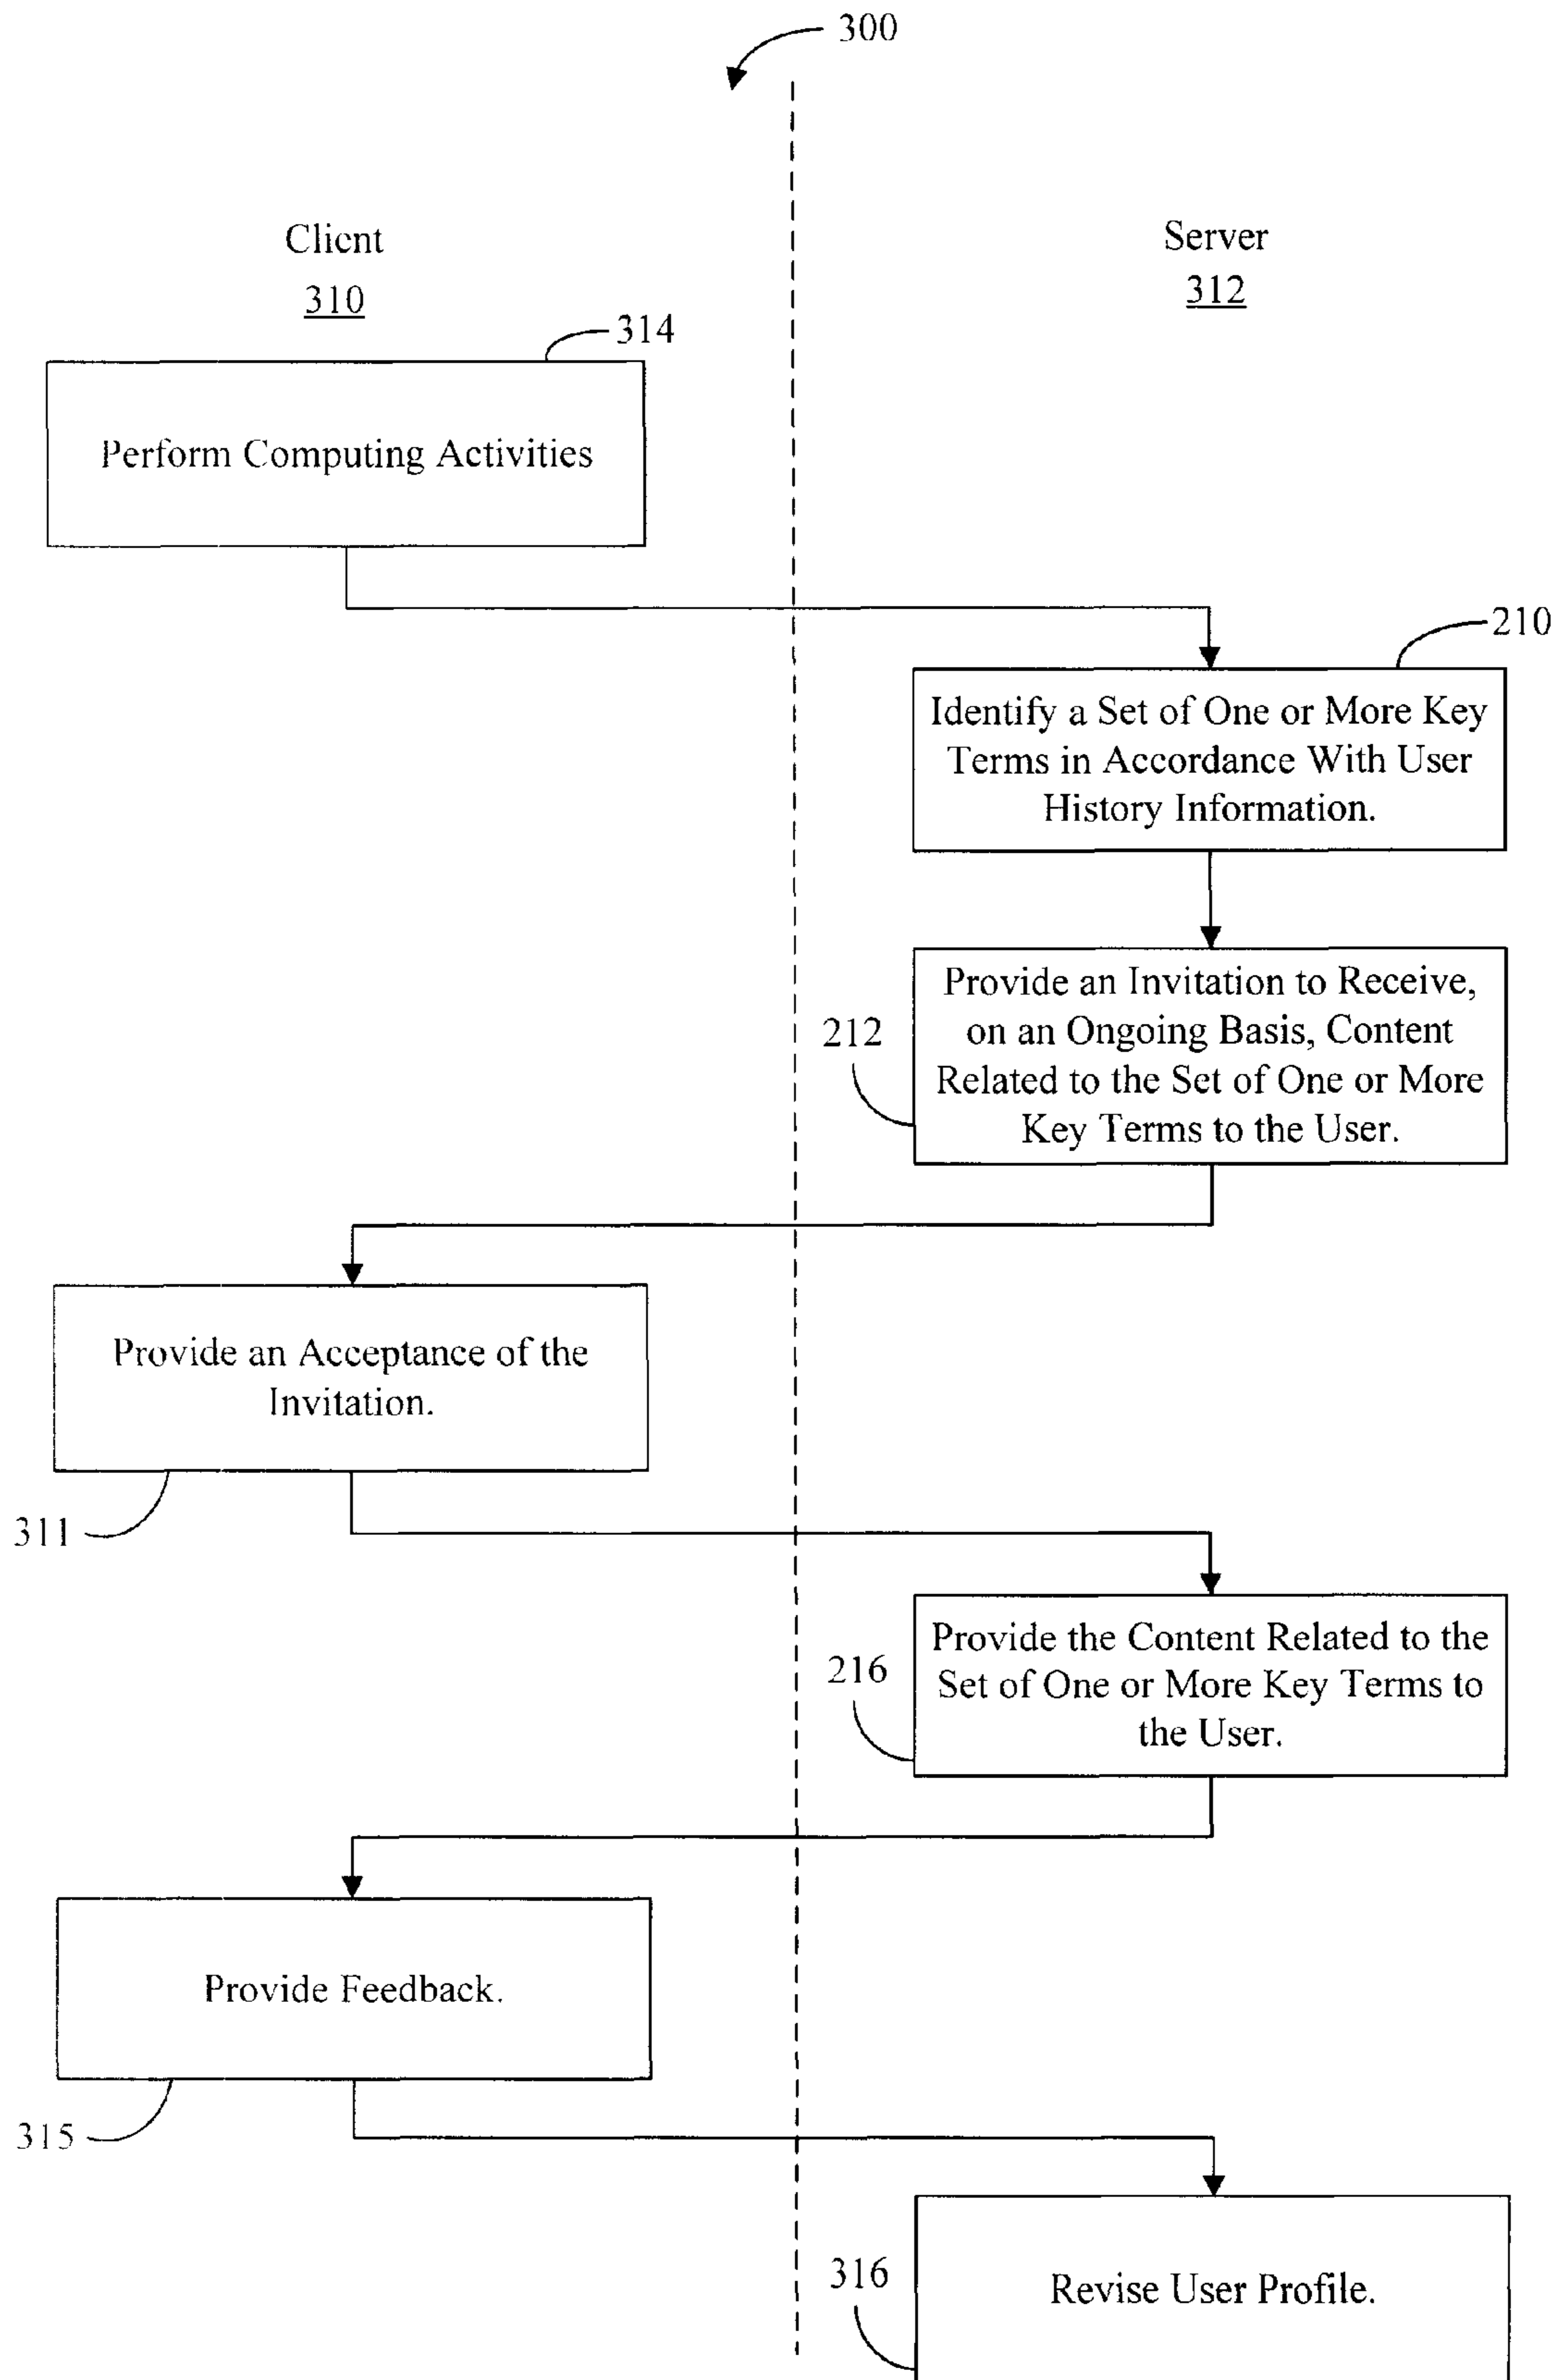 300
Client
310
Server
312
314
Perform Computing Activities
210
Identify a Set of One or More Key
Terms in Accordance With User
History Information.
212
Provide an Invitation to Receive,
on an Ongoing Basis, Content
Related to the Set of One or More
Key Terms to the User.
Provide an Acceptance of the
Invitation.
311
216
Provide the Content Related to the
Set of One or More Key Terms to
the User.
Provide Feedback.
315
316
Revise User Profile.